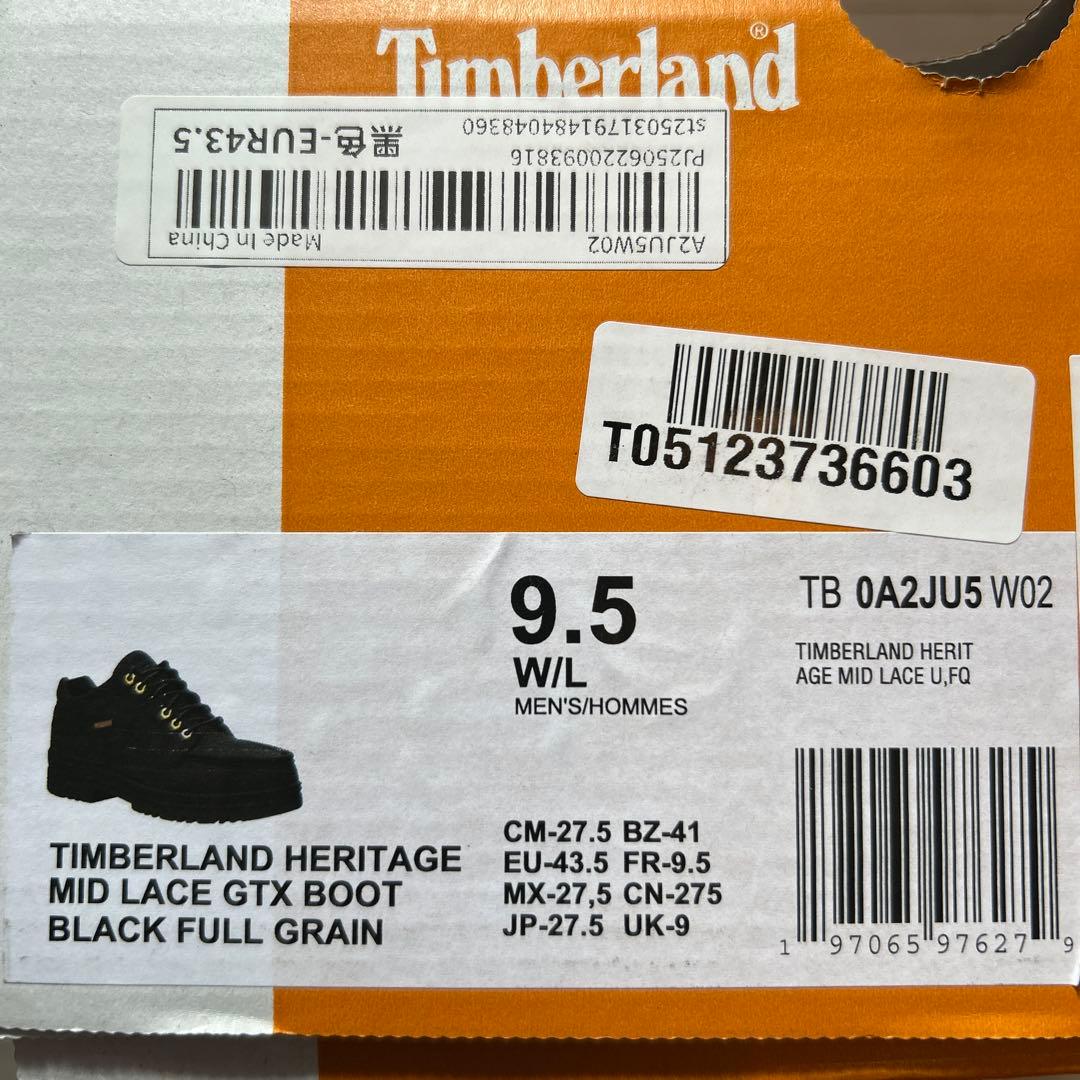 Timberland®
黑色-EUR43.5
st2503179148404​8360
PJ2506220093816
Made In China
A2JU5W02
T05123736603
9.5
W/L
MEN'S/HOMMES
TB 0A2JU5 W02
TIMBERLAND HERIT
AGE MID LACE U,FQ
TIMBERLAND HERITAGE
MID LACE GTX BOOT
BLACK FULL GRAIN
CM-27.5 BZ-41
EU-43.5 FR-9.5
MX-27,5 CN-275
JP-27.5 UK-9
1 97065 97627 9